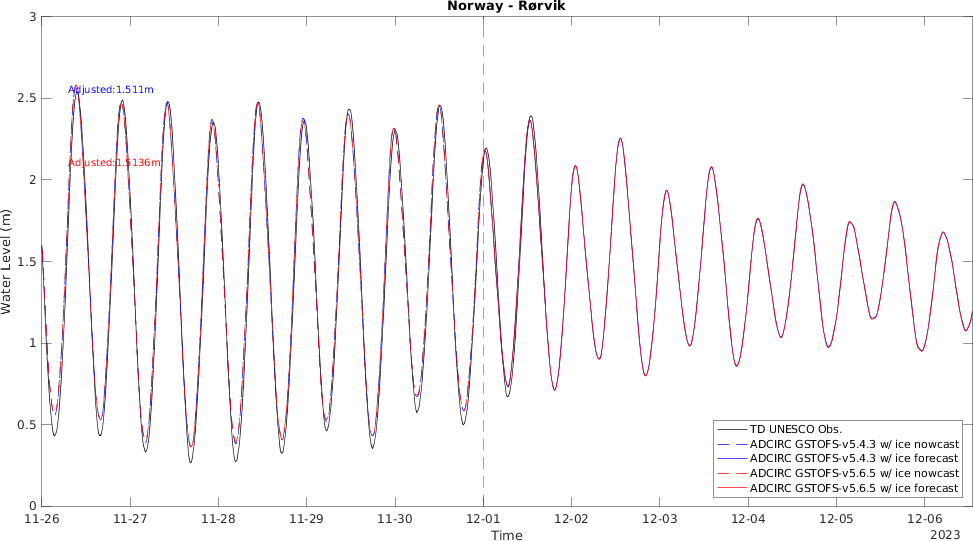 Norway - Rørvik
3
2.5
2
1.5
1
0.5
0
Water Level (m)
Adjusted:1.511m
Adjusted:1.5136m
TD UNESCO Obs.
ADCIRC GSTOFS-v5.4.3 w/ ice nowcast
ADCIRC GSTOFS-v5.4.3 w/ ice forecast
ADCIRC GSTOFS-v5.6.5 w/ ice nowcast
ADCIRC GSTOFS-v5.6.5 w/ ice forecast
11-26 11-27 11-28 11-29 11-30 12-01 12-02 12-03 12-04 12-05 12-06
Time
2023